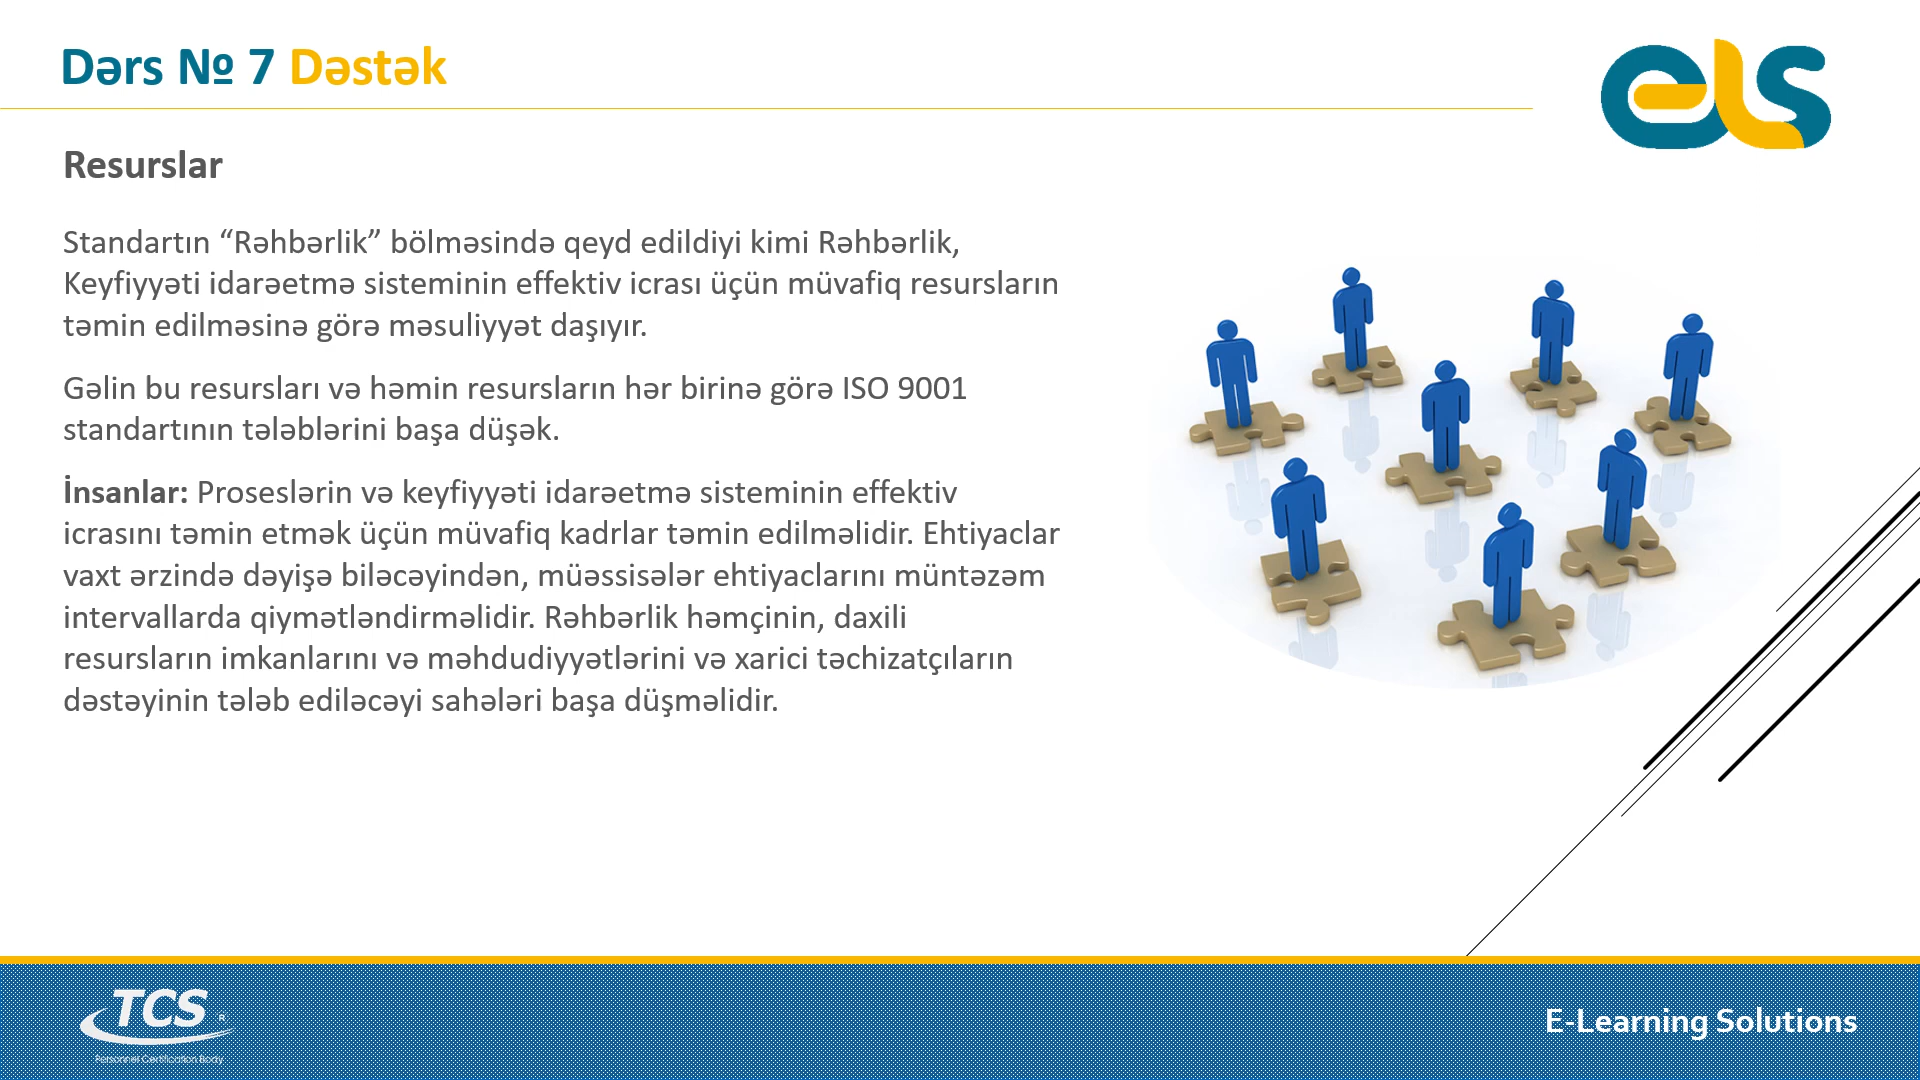 Dərs № 7 Dəstək
els
Resurslar
Standartın “Rəhbərlik” bölməsində qeyd edildiyi kimi Rəhbərlik,
Keyfiyyəti idarəetmə sisteminin effektiv icrası üçün müvafiq resursların
təmin edilməsinə görə məsuliyyət daşıyır.
Gəlin bu resursları və həmin resursların hər birinə görə ISO 9001
standartının tələblərini başa düşək.
İnsanlar: Proseslərin və keyfiyyəti idarəetmə sisteminin effektiv
icrasını təmin etmək üçün müvafiq kadrlar təmin edilməlidir. Ehtiyaclar
vaxt ərzində dəyişə biləcəyindən, müəssisələr ehtiyaclarını müntəzəm
intervallarda qiymətləndirməlidir. Rəhbərlik həmçinin, daxili
resursların imkanlarını və məhdudiyyətlərini və xarici təchizatçıların
dəstəyinin tələb ediləcəyi sahələri başa düşməlidir.
TCS ®
Personnel Certification Body
E-Learning Solutions